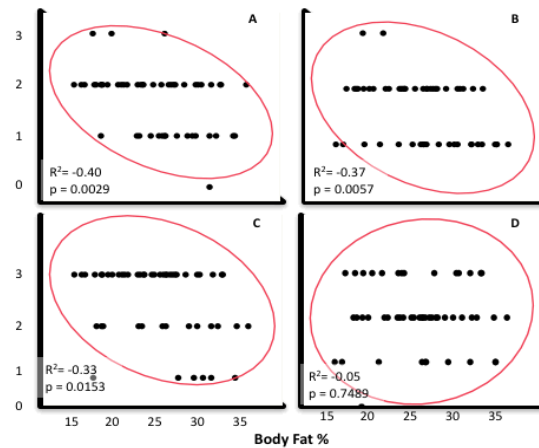 A
B
3
2
1
0
R²= -0.40
p = 0.0029
R²= -0.37
p = 0.0057
C
D
3
2
1
0
R²= -0.33
p = 0.0153
R²= -0.05
p = 0.7489
15 20 25 30 35 20 25 30 35
Body Fat %